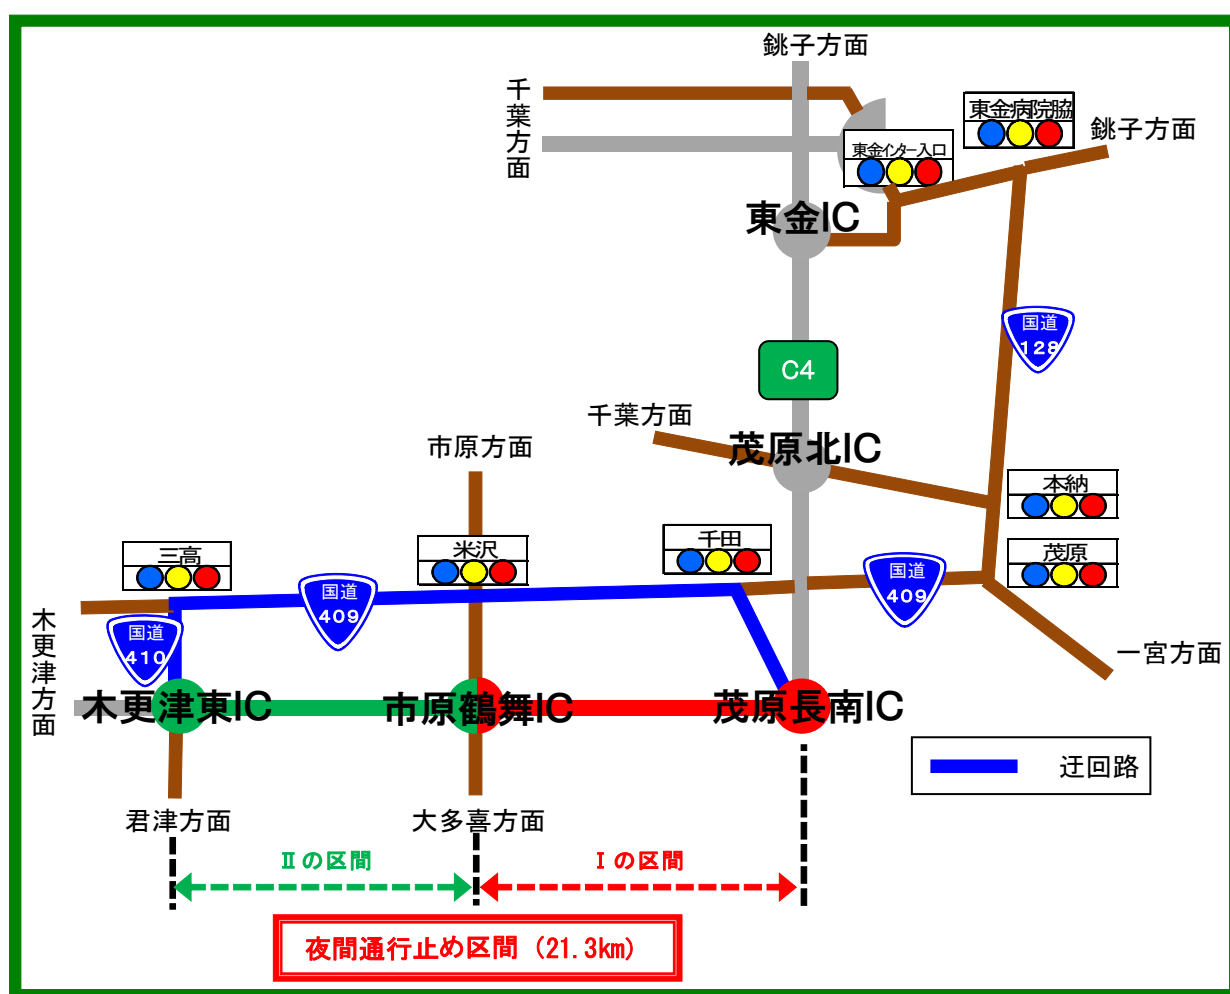 銚子方面
千葉方面
東金病院脇
銚子方面
東金インター入口
東金IC
国道
128
C4
千葉方面
茂原北IC
市原方面
本納
三高
米沢
千田
茂原
国道
409
国道
409
木更津方面
国道
410
一宮方面
木更津東IC
市原鶴舞IC
茂原長南IC
迂回路
君津方面
大多喜方面
Ⅱの区間
Ⅰの区間
夜間通行止め区間（21.3㎞）